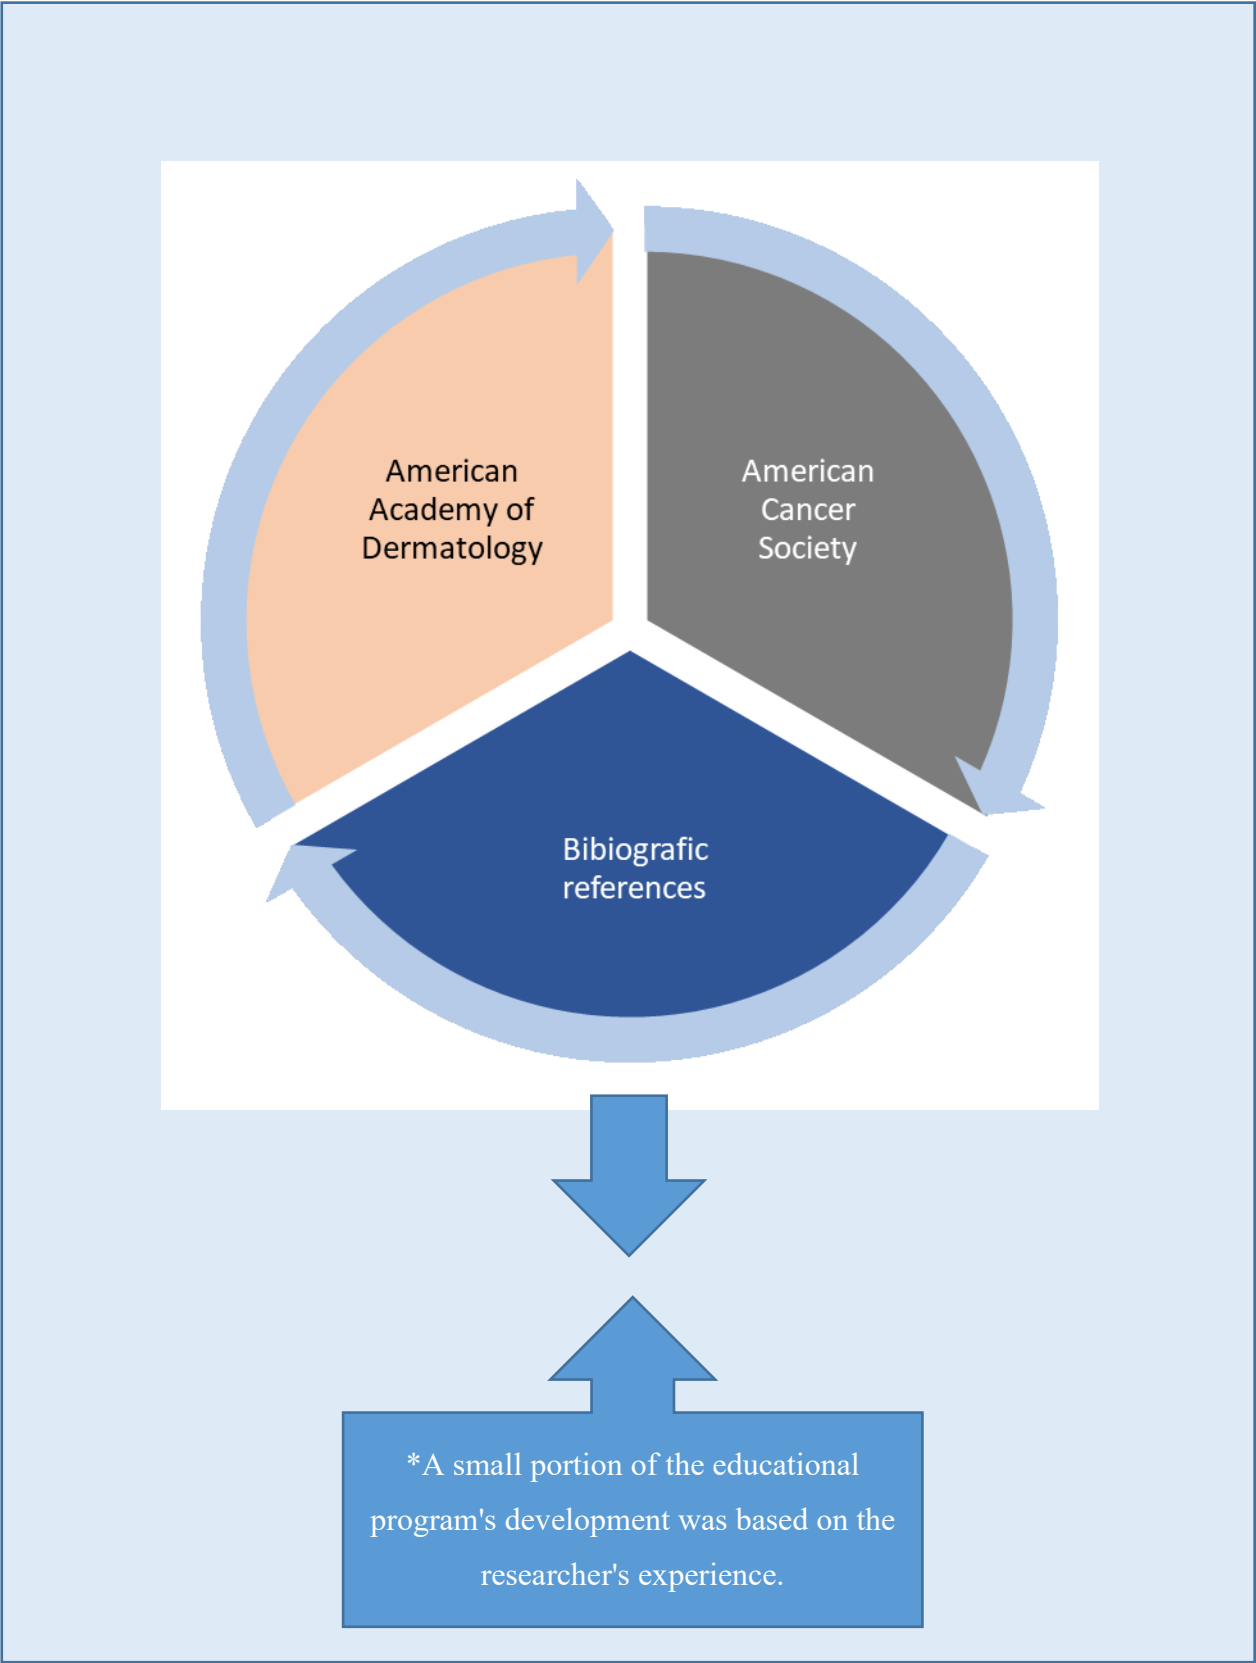 American
Academy of
Dermatology
American
Cancer
Society
Bibiografic
references
*A small portion of the educational
program's development was based on the
researcher's experience.